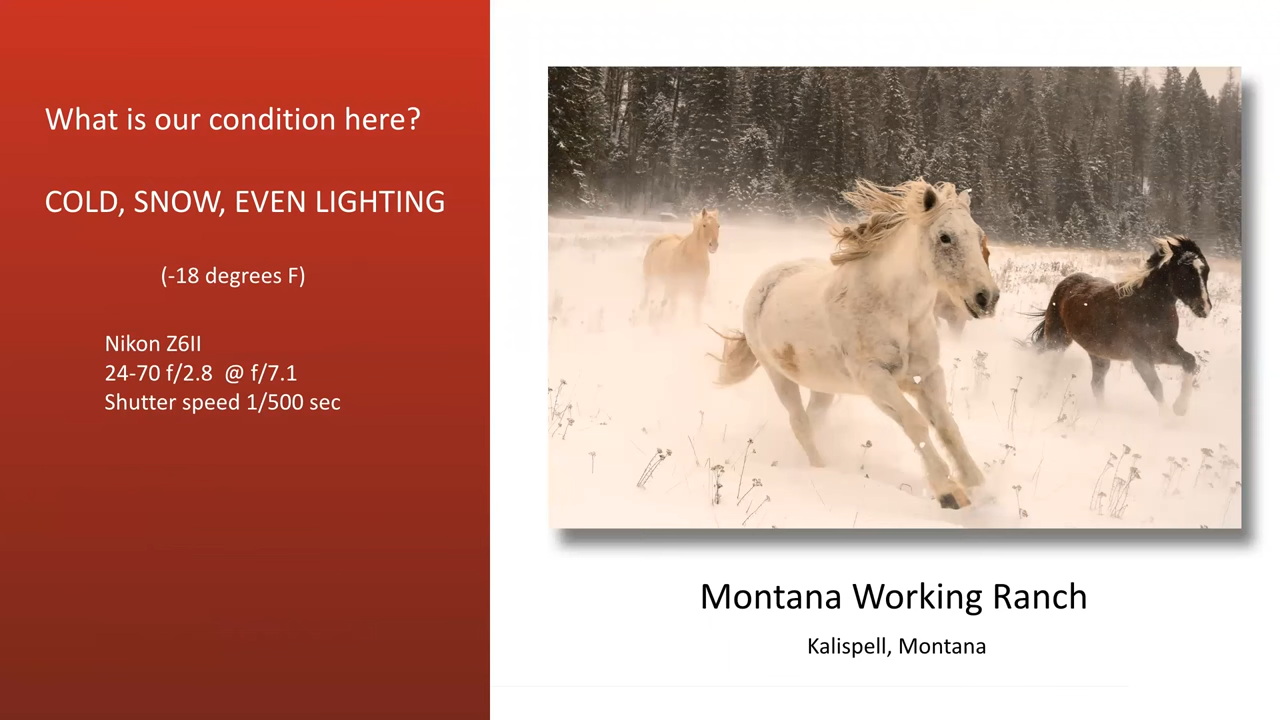 What is our condition here?
COLD, SNOW, EVEN LIGHTING
(-18 degrees F)
Nikon Z6II
24-70 f/2.8 @ f/7.1
Shutter speed 1/500 sec
Montana Working Ranch
Kalispell, Montana